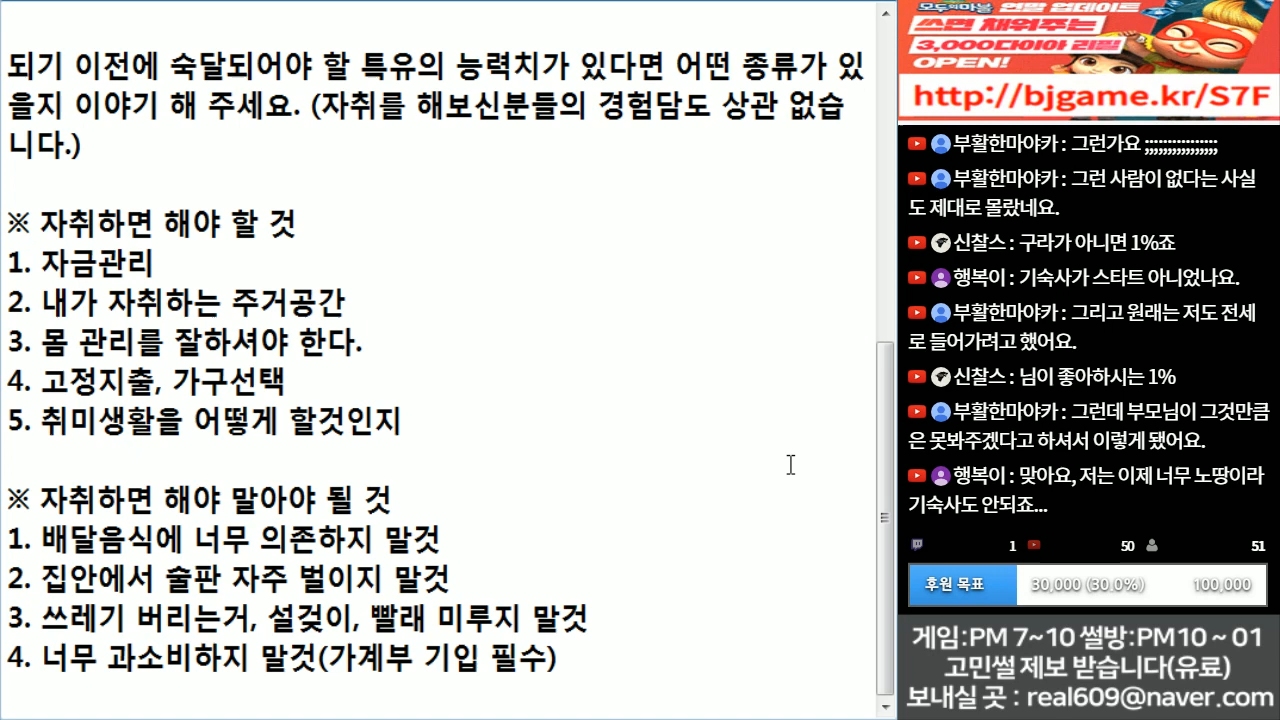 되기 이전에 숙달되어야 할 특유의 능력치가 있다면 어떤 종류가 있
을지 이야기 해 주세요. (자취를 해보신분들의 경험담도 상관 없습
니다.)
※ 자취하면 해야 할 것
1. 자금관리
2. 내가 자취하는 주거공간
3. 몸 관리를 잘하셔야 한다.
4. 고정지출, 가구선택
5. 취미생활을 어떻게 할것인지
※ 자취하면 해야 말아야 될 것
1. 배달음식에 너무 의존하지 말것
2. 집안에서 술판 자주 벌이지 말것
3. 쓰레기 버리는거, 설겆이, 빨래 미루지 말것
4. 너무 과소비하지 말것(가계부 기입 필수)
모두의마블 연말 업데이트
쓰면 채워주는
3,000다이아 리필
OPEN!
http://bjgame.kr/S7F
부활한마야카 : 그런가요 ;;;;;;;;;;;;;;;;
부활한마야카 : 그런 사람이 없다는 사실
도 제대로 몰랐네요.
신찰스 : 구라가 아니면 1%죠
행복이 : 기숙사가 스타트 아니었나요.
부활한마야카 : 그리고 원래는 저도 전세
로 들어가려고 했어요.
신찰스 : 님이 좋아하시는 1%
부활한마야카 : 그런데 부모님이 그것만큼
은 못봐주겠다고 하셔서 이렇게 됐어요.
행복이 : 맞아요, 저는 이제 너무 노땅이라
기숙사도 안되죠...
1 50 51
후원 목표 30,000 (30.0%) 100,000
게임:PM 7~10 썰방:PM10 ~ 01
고민썰 제보 받습니다(유료)
보내실 곳 : real609@naver.com